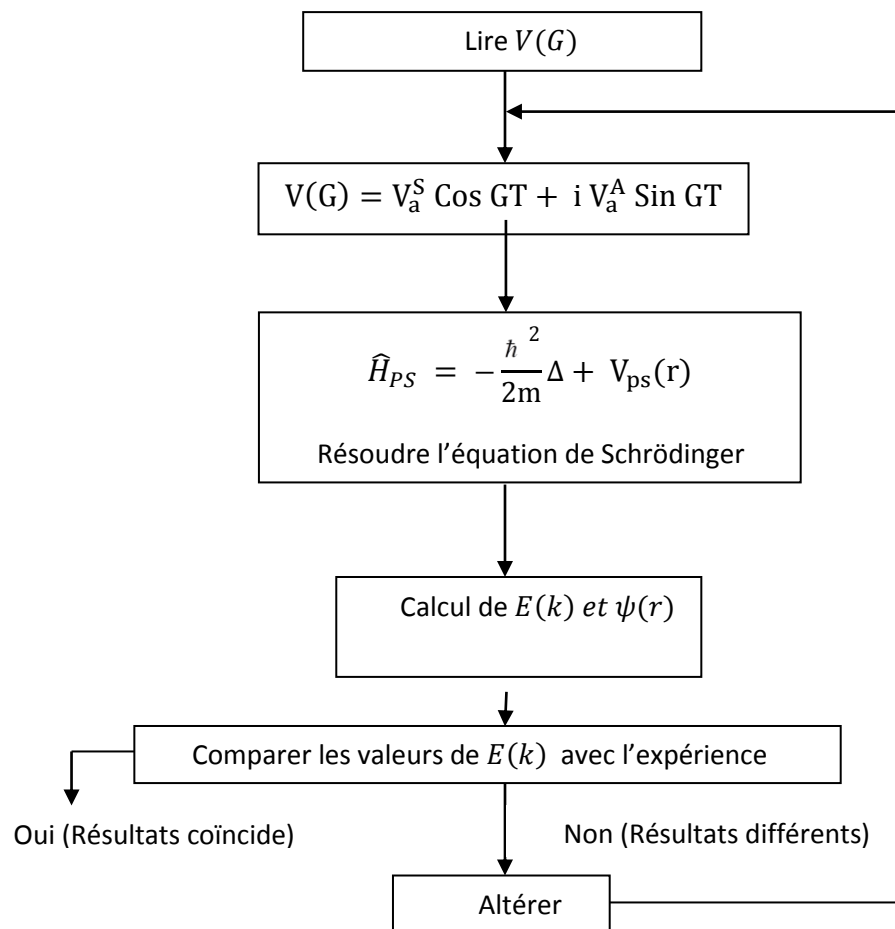 Lire V(G)
V(G) = V_a^S Cos GT + i V_a^A Sin GT
Ĥ_PS = − ħ²/2m Δ + V_ps(r)
Résoudre l’équation de Schrödinger
Calcul de E(k) et ψ(r)
Comparer les valeurs de E(k) avec l’expérience
Oui (Résultats coïncide)
Non (Résultats différents)
Altérer